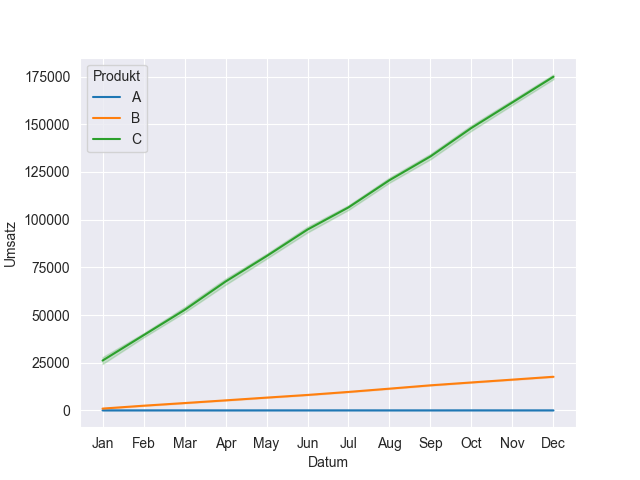 Produkt
A
B
C
175000
150000
125000
100000
75000
50000
25000
0
Umsatz
Jan Feb Mar Apr May Jun Jul Aug Sep Oct Nov Dec
Datum